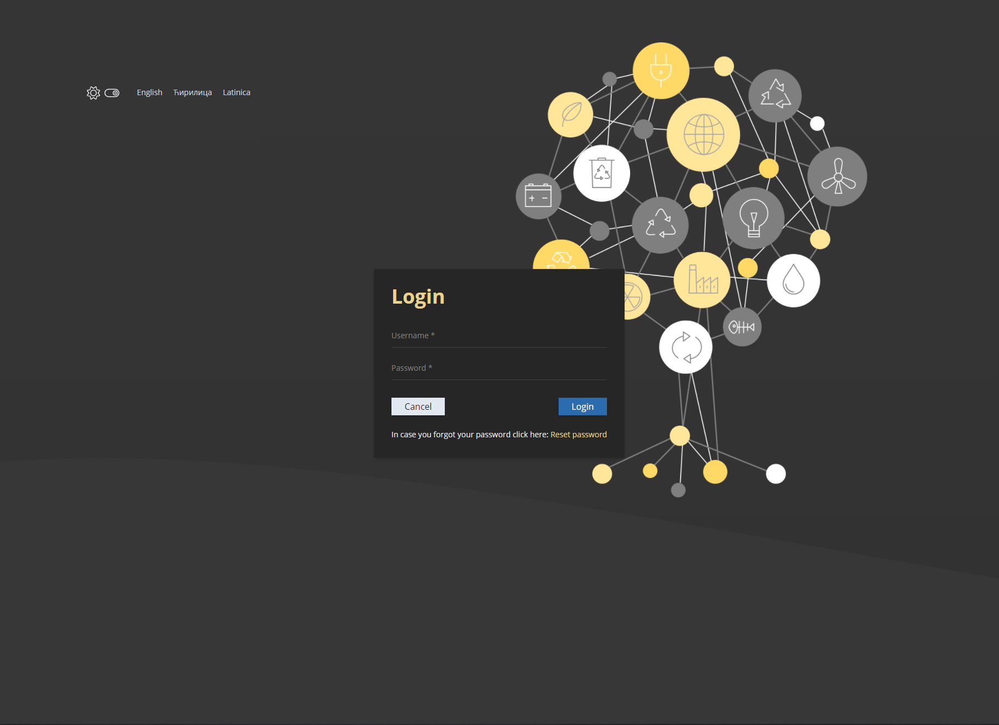 English Ћирилица Latinica
Login
Username *
Password *
Cancel Login
In case you forgot your password click here: Reset password